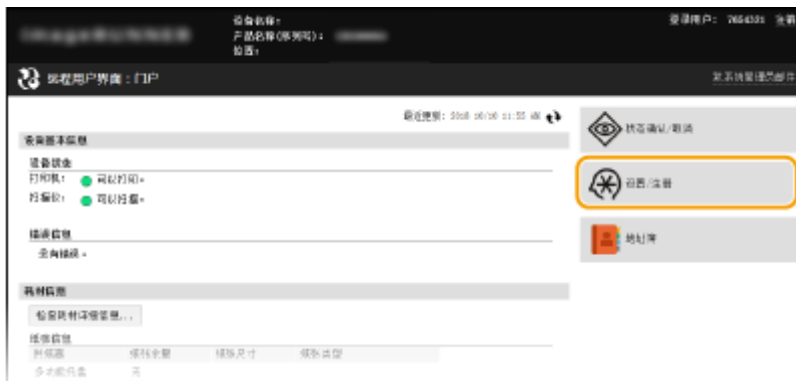 设备名称:
产品名称(序列号):
位置:
登录用户: 7654321 注销
远程用户界面:门户
致系统管理员邮件
最近更新:
设备基本信息
设备状态
打印机: 可以打印。
扫描仪: 可以扫描。
错误信息
没有错误。
耗材信息
检查耗材详细信息...
纸张信息
纸张余量 纸张尺寸 纸张类型
多功能托盘 无
状态确认/取消
设置/注册
地址簿